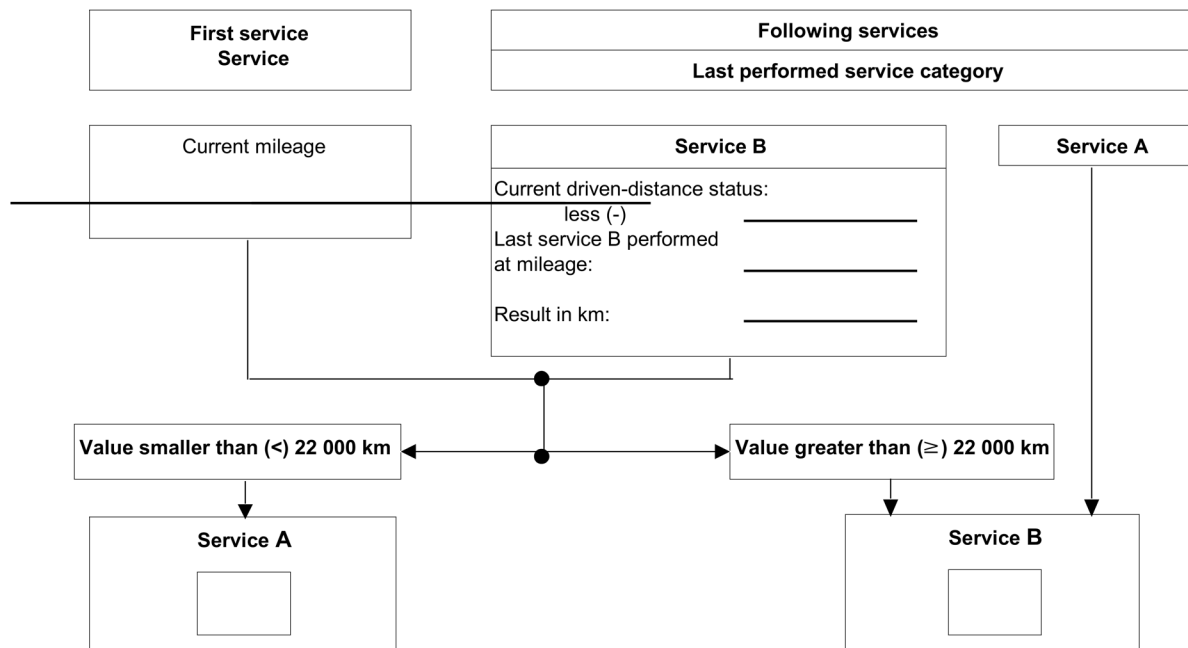 First service
Service
Following services
Last performed service category
Current mileage
Service B
Service A
Current driven-distance status:
less (-)
Last service B performed
at mileage:
Result in km:
Value smaller than (<) 22 000 km
Value greater than (≥) 22 000 km
Service A
Service B